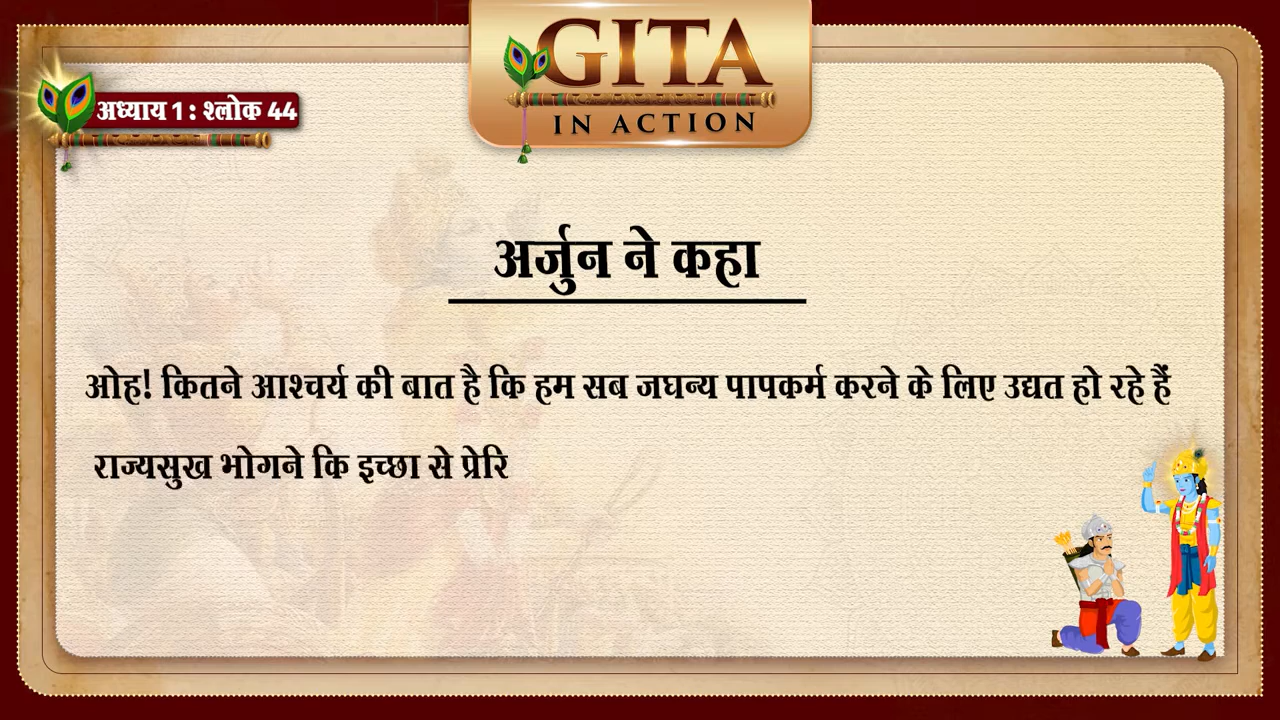 GITA
IN ACTION
अध्याय 1 : श्लोक 44
अर्जुन ने कहा
ओह! कितने आश्चर्य की बात है कि हम सब जघन्य पापकर्म करने के लिए उद्यत हो रहे हैं
राज्यसुख भोगने कि इच्छा से प्रेरि